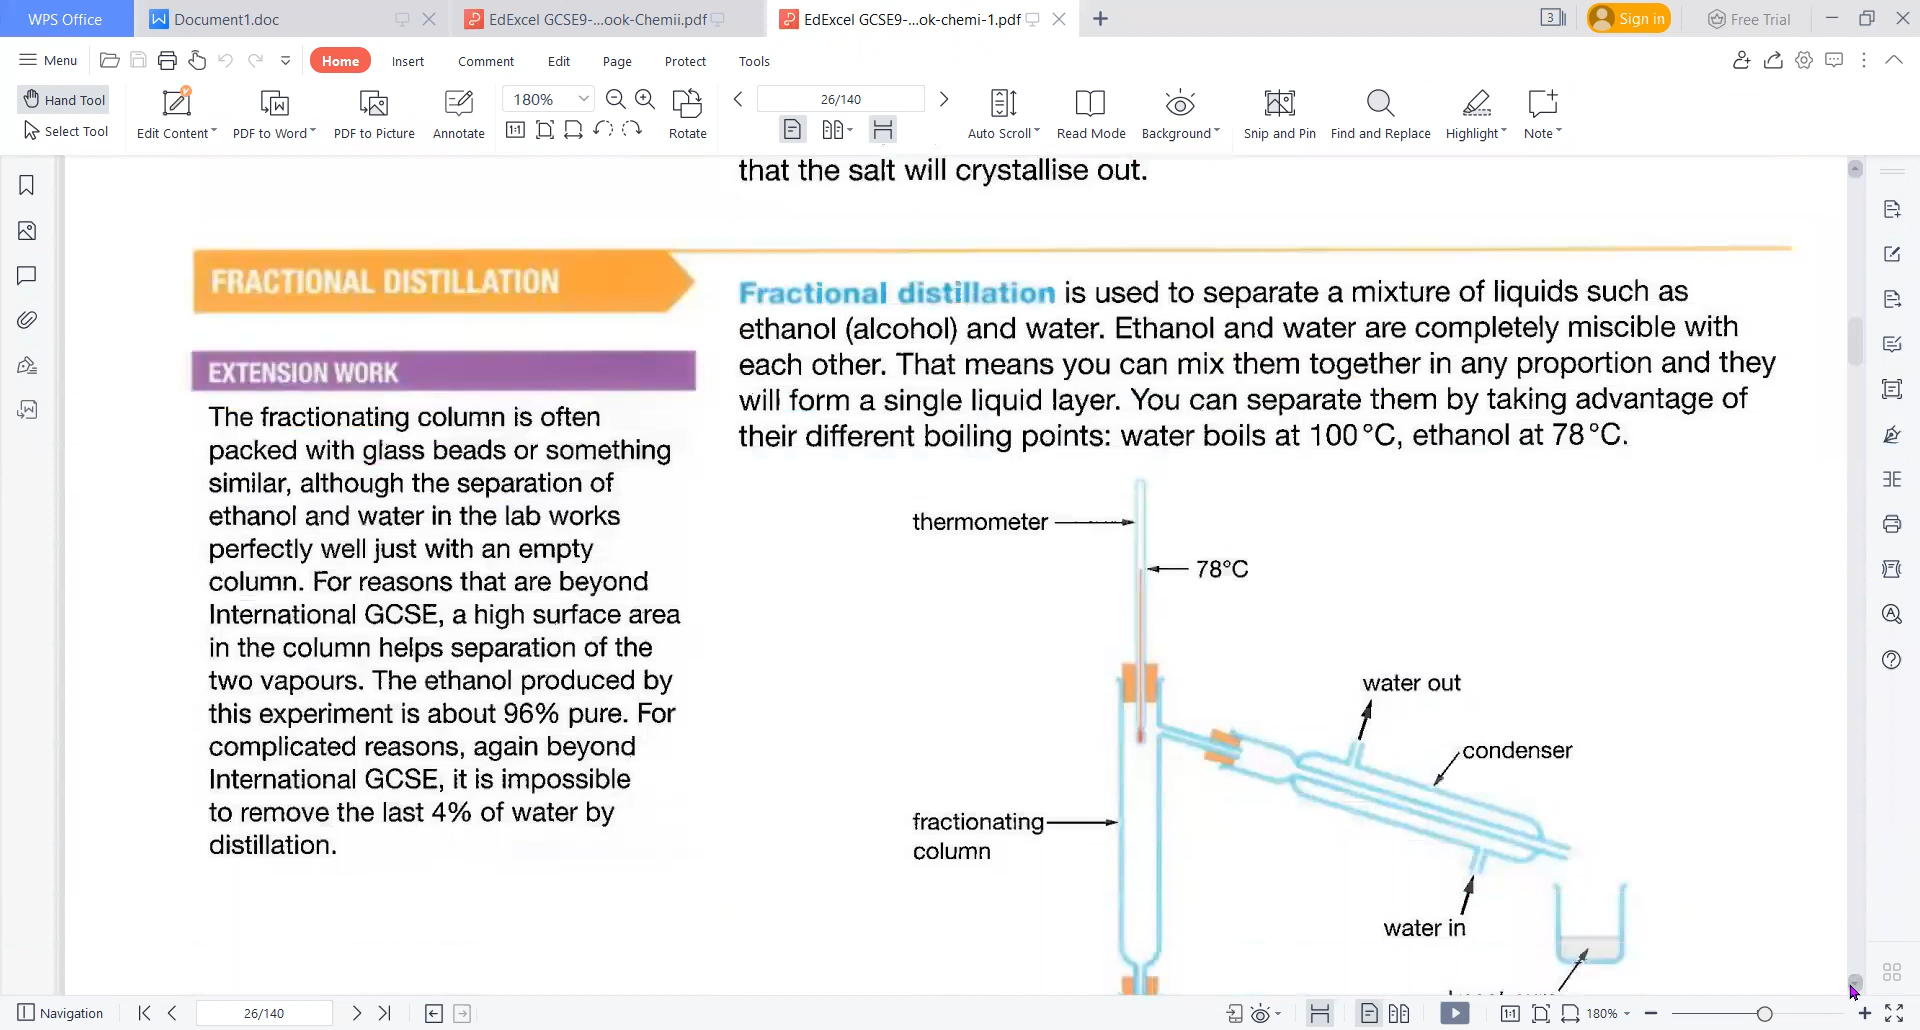 WPS Office
Document1.doc
EdExcel GCSE9-...ook-Chemii.pdf
EdExcel GCSE9-...ok-chemi-1.pdf
3
Sign in
Free Trial
Menu
Home
Insert
Comment
Edit
Page
Protect
Tools
Hand Tool
Select Tool
Edit Content
PDF to Word
PDF to Picture
Annotate
180%
1:1
Rotate
26/140
Auto Scroll
Read Mode
Background
Snip and Pin
Find and Replace
Highlight
Note
that the salt will crystallise out.
FRACTIONAL DISTILLATION
EXTENSION WORK
The fractionating column is often
packed with glass beads or something
similar, although the separation of
ethanol and water in the lab works
perfectly well just with an empty
column. For reasons that are beyond
International GCSE, a high surface area
in the column helps separation of the
two vapours. The ethanol produced by
this experiment is about 96% pure. For
complicated reasons, again beyond
International GCSE, it is impossible
to remove the last 4% of water by
distillation.
Fractional distillation is used to separate a mixture of liquids such as
ethanol (alcohol) and water. Ethanol and water are completely miscible with
each other. That means you can mix them together in any proportion and they
will form a single liquid layer. You can separate them by taking advantage of
their different boiling points: water boils at 100 °C, ethanol at 78 °C.
thermometer
78°C
water out
condenser
fractionating
column
water in
Navigation
26/140
1:1
180%